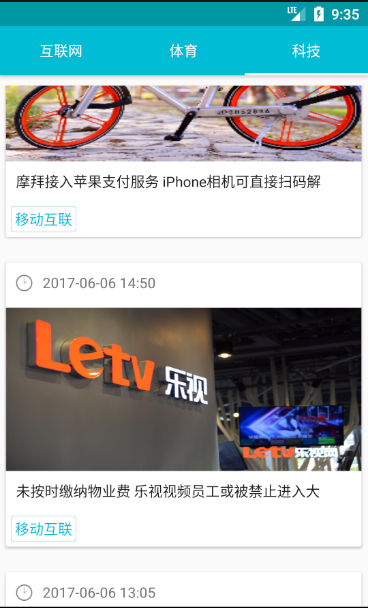 LTE 9:35
互联网 体育 科技
摩拜接入苹果支付服务 iPhone相机可直接扫码解
移动互联
2017-06-06 14:50
Letv 乐视
Letv乐视
未按时缴纳物业费 乐视视频员工或被禁止进入大
移动互联
2017-06-06 13:05